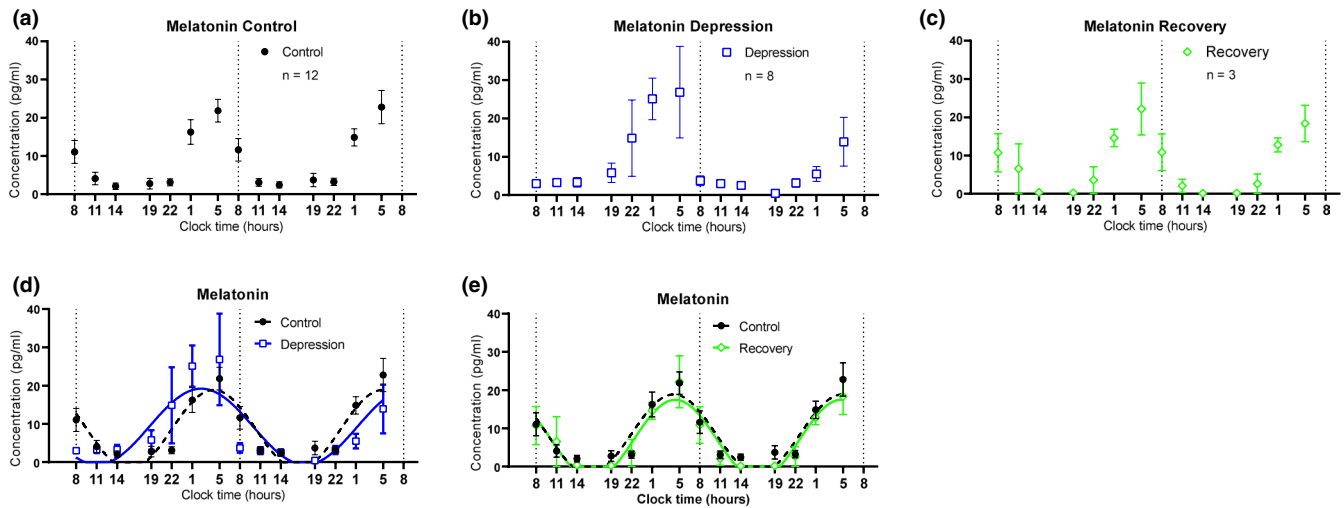 (a)
Melatonin Control
Concentration (pg/ml)
40
30
20
10
0
Control
n = 12
8 11 14 19 22 1 5 8 11 14 19 22 1 5 8
Clock time (hours)
(b)
Melatonin Depression
Concentration (pg/ml)
40
30
20
10
0
Depression
n = 8
8 11 14 19 22 1 5 8 11 14 19 22 1 5 8
Clock time (hours)
(c)
Melatonin Recovery
Concentration (pg/ml)
40
30
20
10
0
Recovery
n = 3
8 11 14 19 22 1 5 8 11 14 19 22 1 5 8
Clock time (hours)
(d)
Melatonin
Concentration (pg/ml)
40
30
20
10
0
Control
Depression
8 11 14 19 22 1 5 8 11 14 19 22 1 5 8
Clock time (hours)
(e)
Melatonin
Concentration (pg/ml)
40
30
20
10
0
Control
Recovery
8 11 14 19 22 1 5 8 11 14 19 22 1 5 8
Clock time (hours)